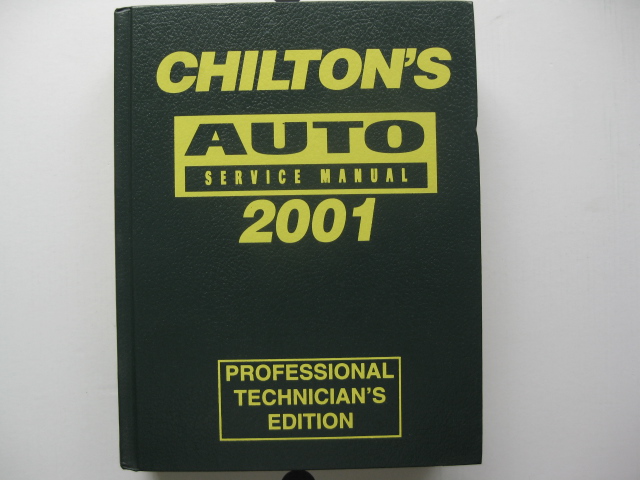 CHILTON'S
AUTO
SERVICE MANUAL
2001
PROFESSIONAL
TECHNICIAN'S
EDITION